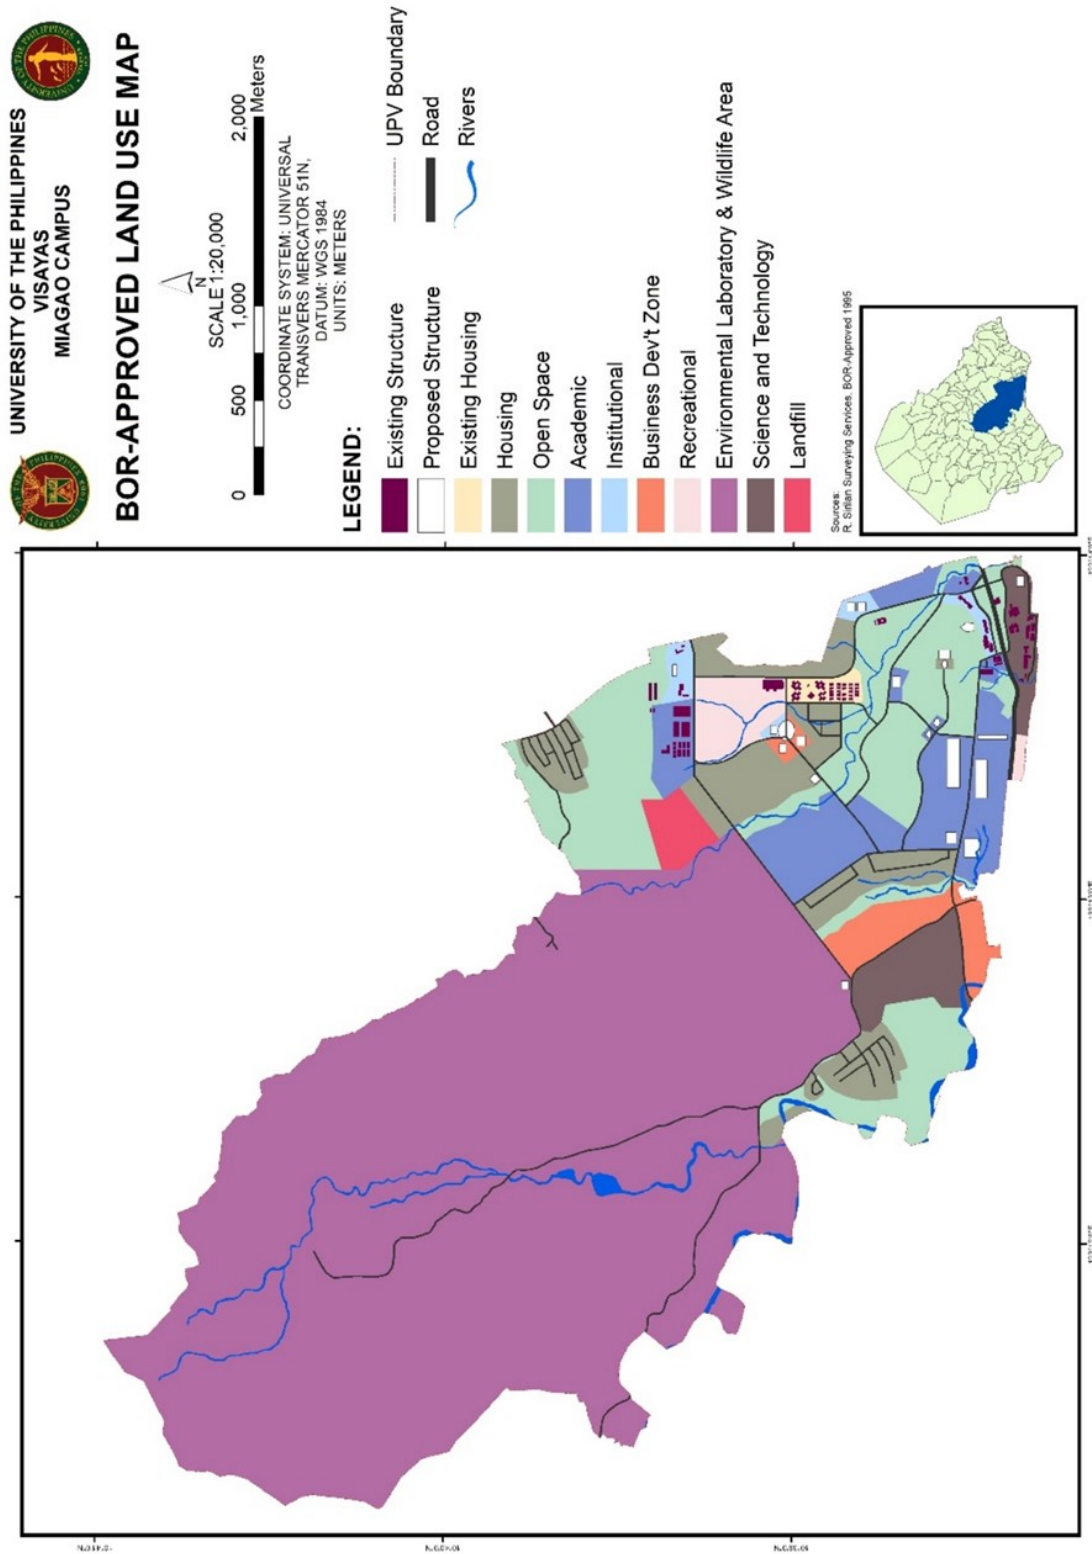 UNIVERSITY OF THE PHILIPPINES
VISAYAS
MIAGAO CAMPUS
BOR-APPROVED LAND USE MAP
N
SCALE 1:20,000
0 500 1,000 2,000
Meters
COORDINATE SYSTEM: UNIVERSAL
TRANSVERS MERCATOR 51N,
DATUM: WGS 1984
UNITS: METERS
LEGEND:
Existing Structure
Proposed Structure
Existing Housing
Housing
Open Space
Academic
Institutional
Business Dev't Zone
Recreational
Environmental Laboratory & Wildlife Area
Science and Technology
Landfill
UPV Boundary
Road
Rivers
Sources:
R. Sirilan Surveying Services, BOR-Approved 1995